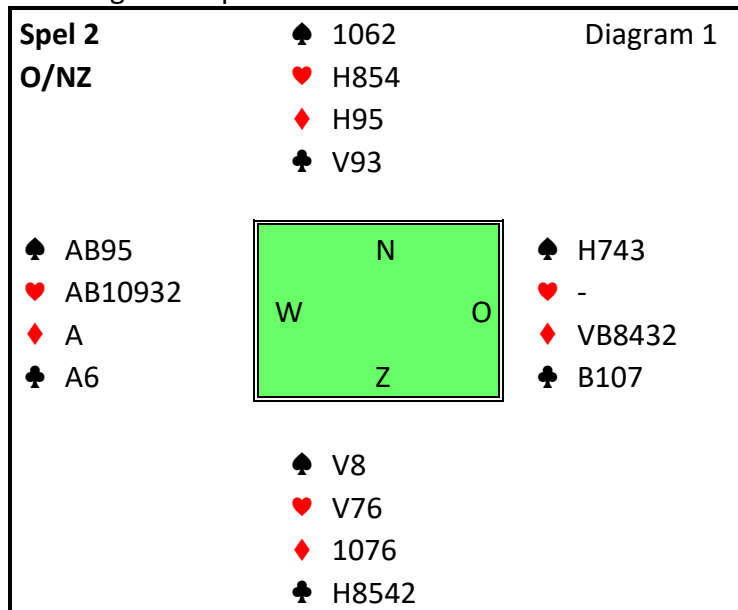 Spel 2 ♠ 1062 Diagram 1
O/NZ ♥ H854
♦ H95
♣ V93
♠ AB95 N ♠ H743
♥ AB10932 ♥ -
W O
♦ A ♦ VB8432
♣ A6 Z ♣ B107
♠ V8
♥ V76
♦ 1076
♣ H8542